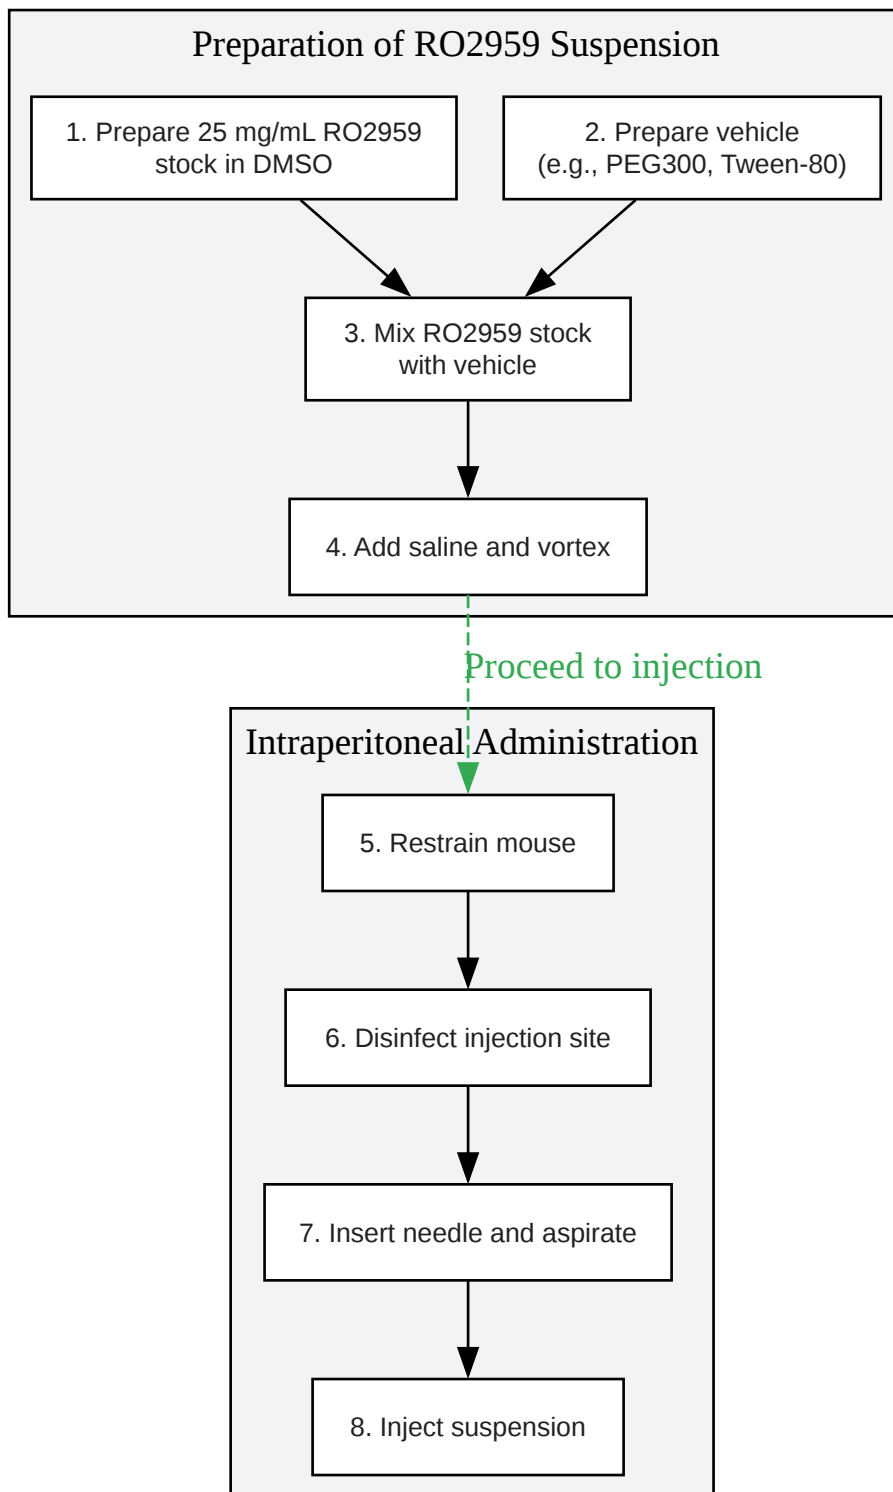 Preparation of RO2959 Suspension
1. Prepare 25 mg/mL RO2959
stock in DMSO
2. Prepare vehicle
(e.g., PEG300, Tween-80)
3. Mix RO2959 stock
with vehicle
4. Add saline and vortex
Proceed to injection
Intraperitoneal Administration
5. Restrain mouse
6. Disinfect injection site
7. Insert needle and aspirate
8. Inject suspension